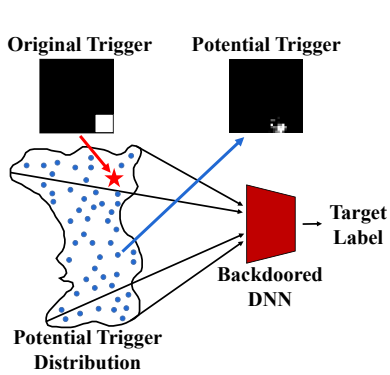 Original Trigger
Potential Trigger
Target
Label
Backdoored
DNN
Potential Trigger
Distribution